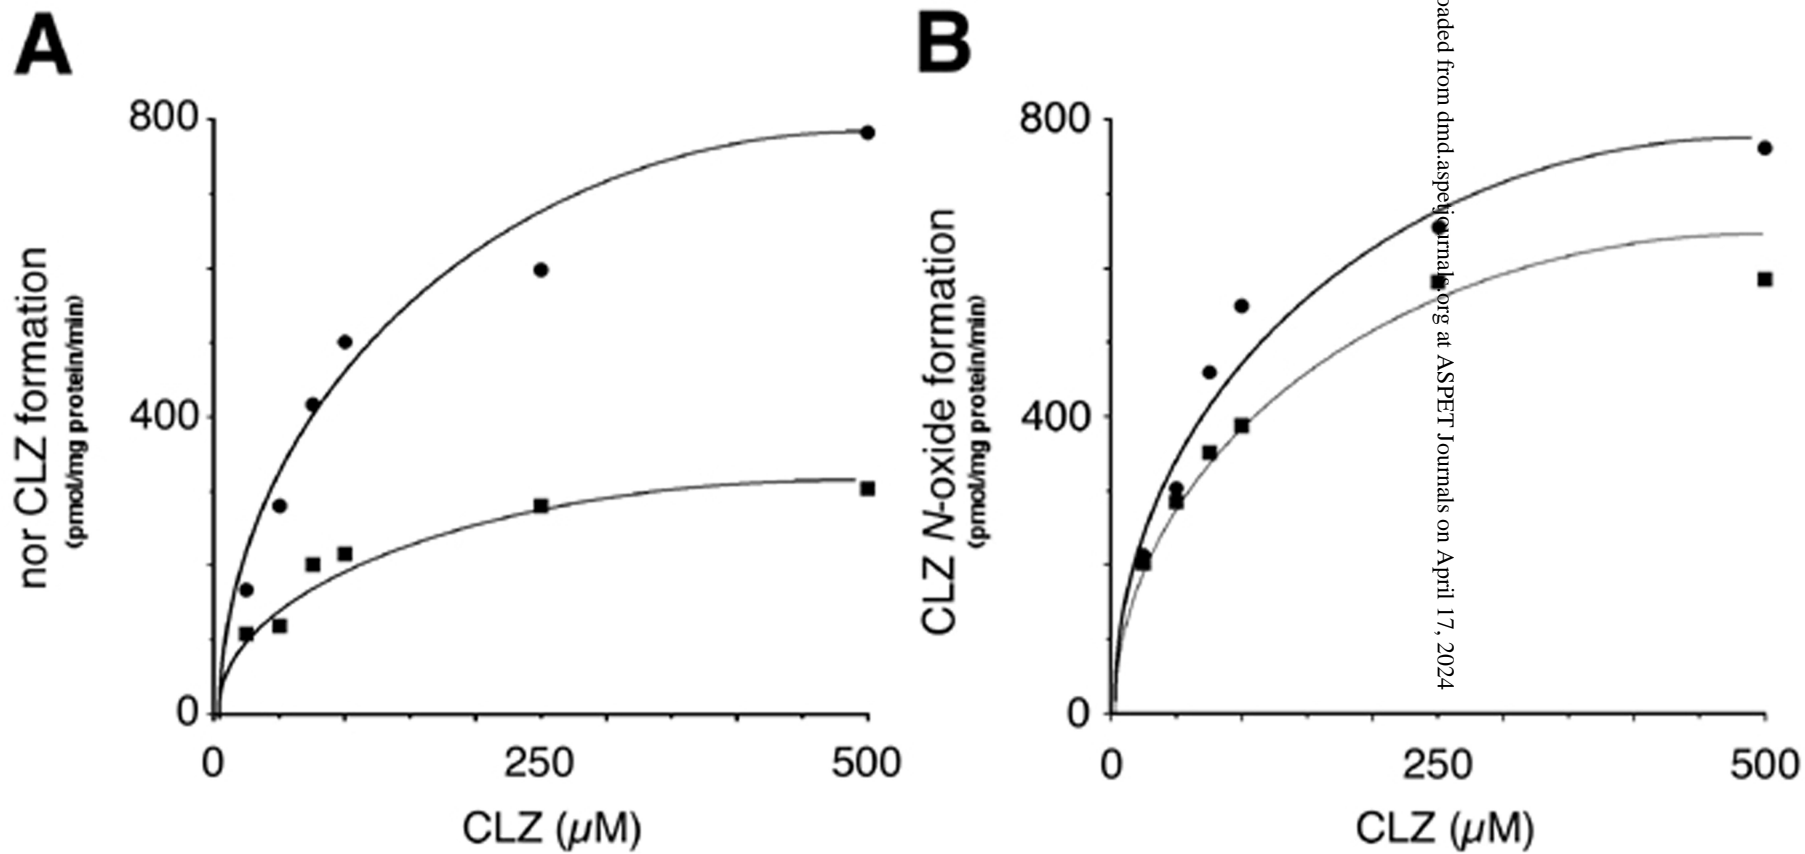 A
nor CLZ formation
(pmol/mg protein/min)
800
400
0
0 250 500
CLZ (µM)
B
CLZ N-oxide formation
(pmol/mg protein/min)
800
400
0
0 250 500
CLZ (µM)
oaded from dmd.aspetjournals.org at ASPET Journals on April 17, 2024